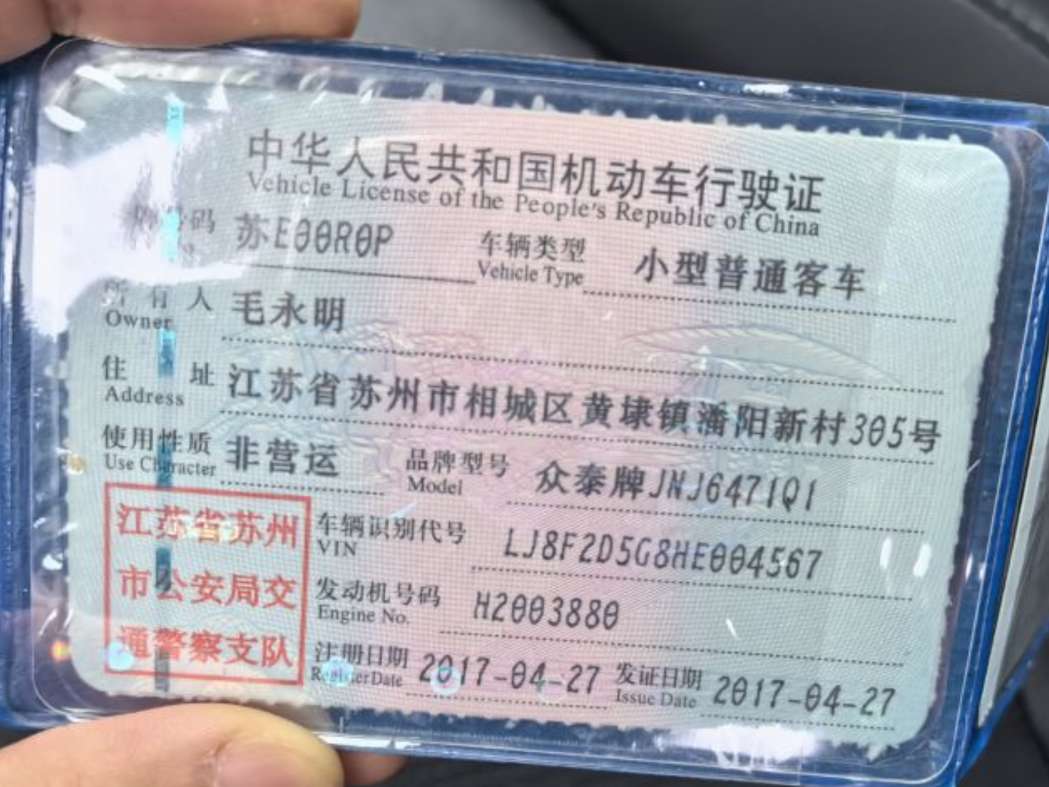 中华人民共和国机动车行驶证
Vehicle License of the People's Republic of China
号码 苏E00R0P 车辆类型 小型普通客车
Vehicle Type
所有人 毛永明
Owner
住址 江苏省苏州市相城区黄埭镇潘阳新村305号
Address
使用性质 非营运 品牌型号 众泰牌JNJ6471Q1
Use Character Model
江苏省苏州 车辆识别代号 LJ8F2D5G8HE004567
VIN
市公安局交 发动机号码 H2003880
Engine No.
通警察支队 注册日期 2017-04-27 发证日期 2017-04-27
Register Date Issue Date